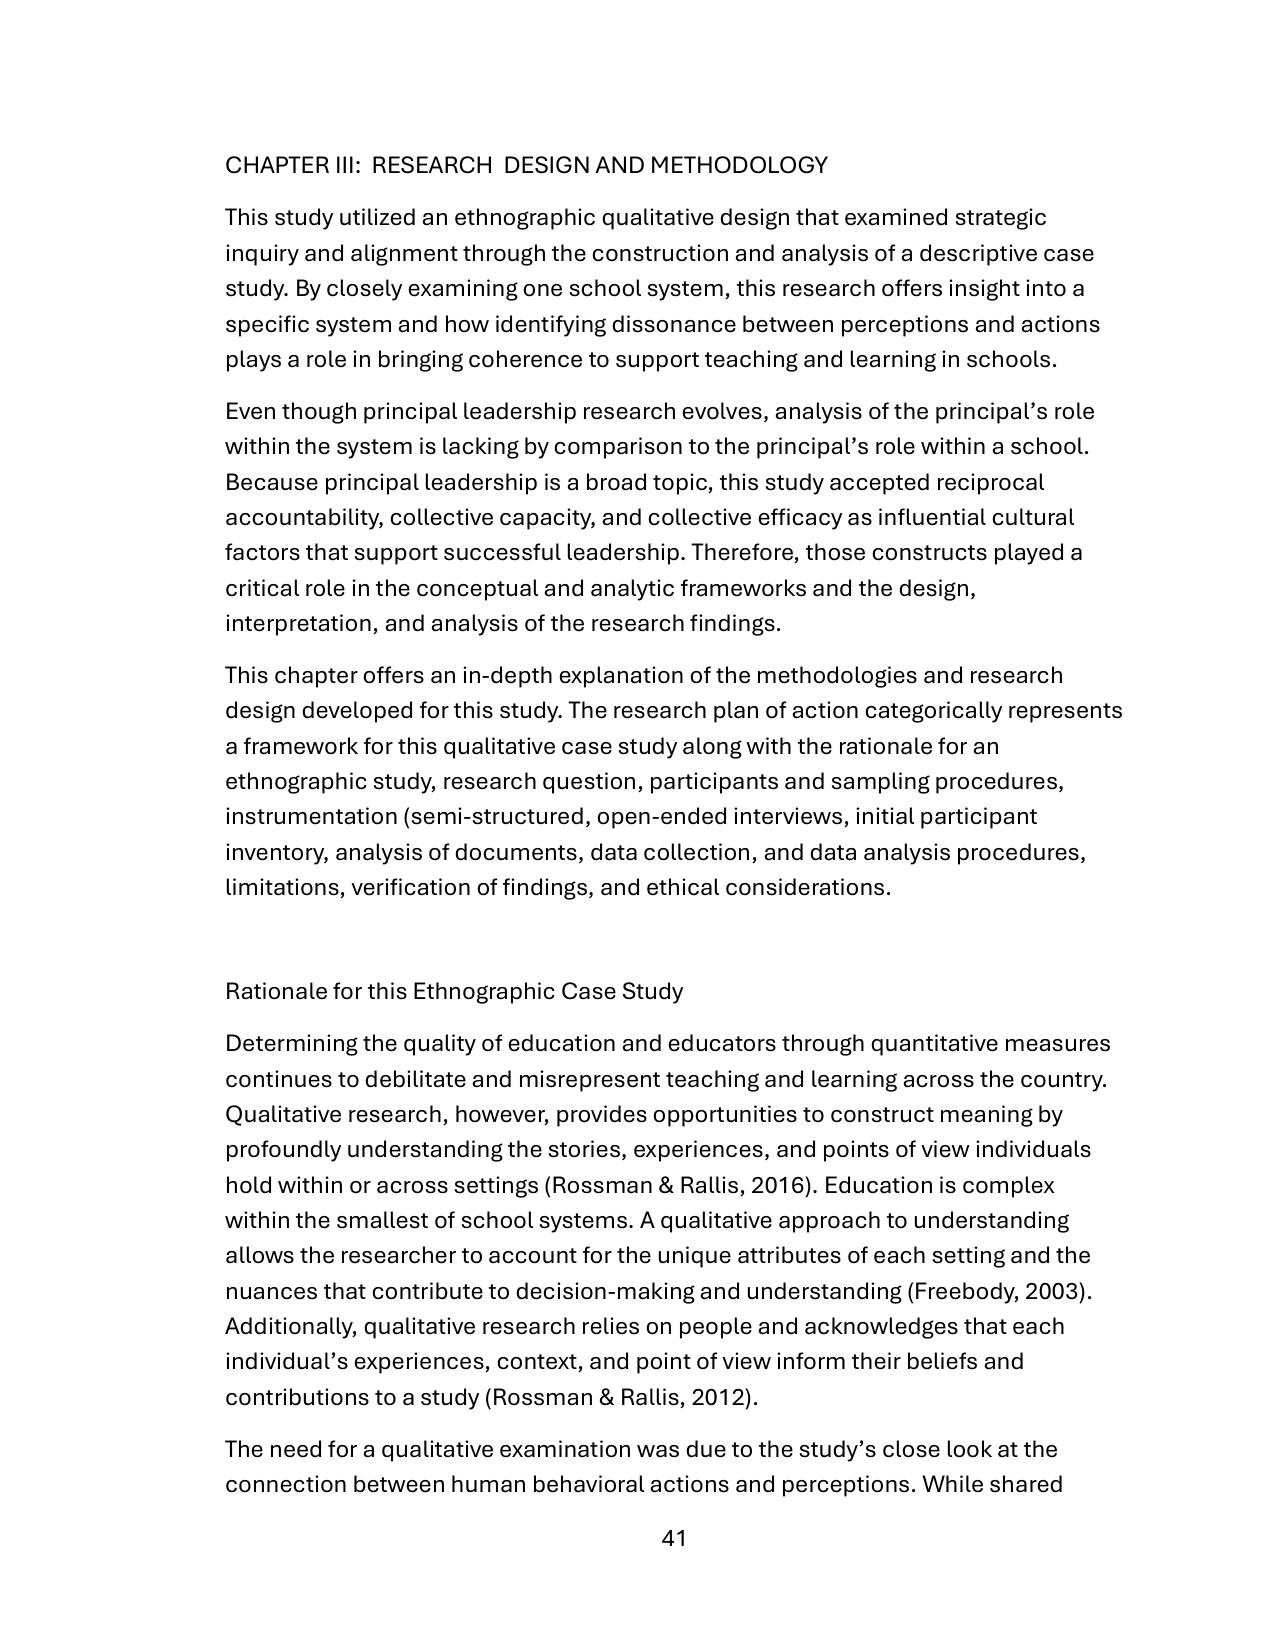 CHAPTER III:  RESEARCH  DESIGN AND METHODOLOGY
This study utilized an ethnographic qualitative design that examined strategic
inquiry and alignment through the construction and analysis of a descriptive case
study. By closely examining one school system, this research offers insight into a
specific system and how identifying dissonance between perceptions and actions
plays a role in bringing coherence to support teaching and learning in schools.
Even though principal leadership research evolves, analysis of the principal’s role
within the system is lacking by comparison to the principal’s role within a school.
Because principal leadership is a broad topic, this study accepted reciprocal
accountability, collective capacity, and collective efficacy as influential cultural
factors that support successful leadership. Therefore, those constructs played a
critical role in the conceptual and analytic frameworks and the design,
interpretation, and analysis of the research findings.
This chapter offers an in-depth explanation of the methodologies and research
design developed for this study. The research plan of action categorically represents
a framework for this qualitative case study along with the rationale for an
ethnographic study, research question, participants and sampling procedures,
instrumentation (semi-structured, open-ended interviews, initial participant
inventory, analysis of documents, data collection, and data analysis procedures,
limitations, verification of findings, and ethical considerations.
Rationale for this Ethnographic Case Study
Determining the quality of education and educators through quantitative measures
continues to debilitate and misrepresent teaching and learning across the country.
Qualitative research, however, provides opportunities to construct meaning by
profoundly understanding the stories, experiences, and points of view individuals
hold within or across settings (Rossman & Rallis, 2016). Education is complex
within the smallest of school systems. A qualitative approach to understanding
allows the researcher to account for the unique attributes of each setting and the
nuances that contribute to decision-making and understanding (Freebody, 2003).
Additionally, qualitative research relies on people and acknowledges that each
individual’s experiences, context, and point of view inform their beliefs and
contributions to a study (Rossman & Rallis, 2012).
The need for a qualitative examination was due to the study’s close look at the
connection between human behavioral actions and perceptions. While shared
41